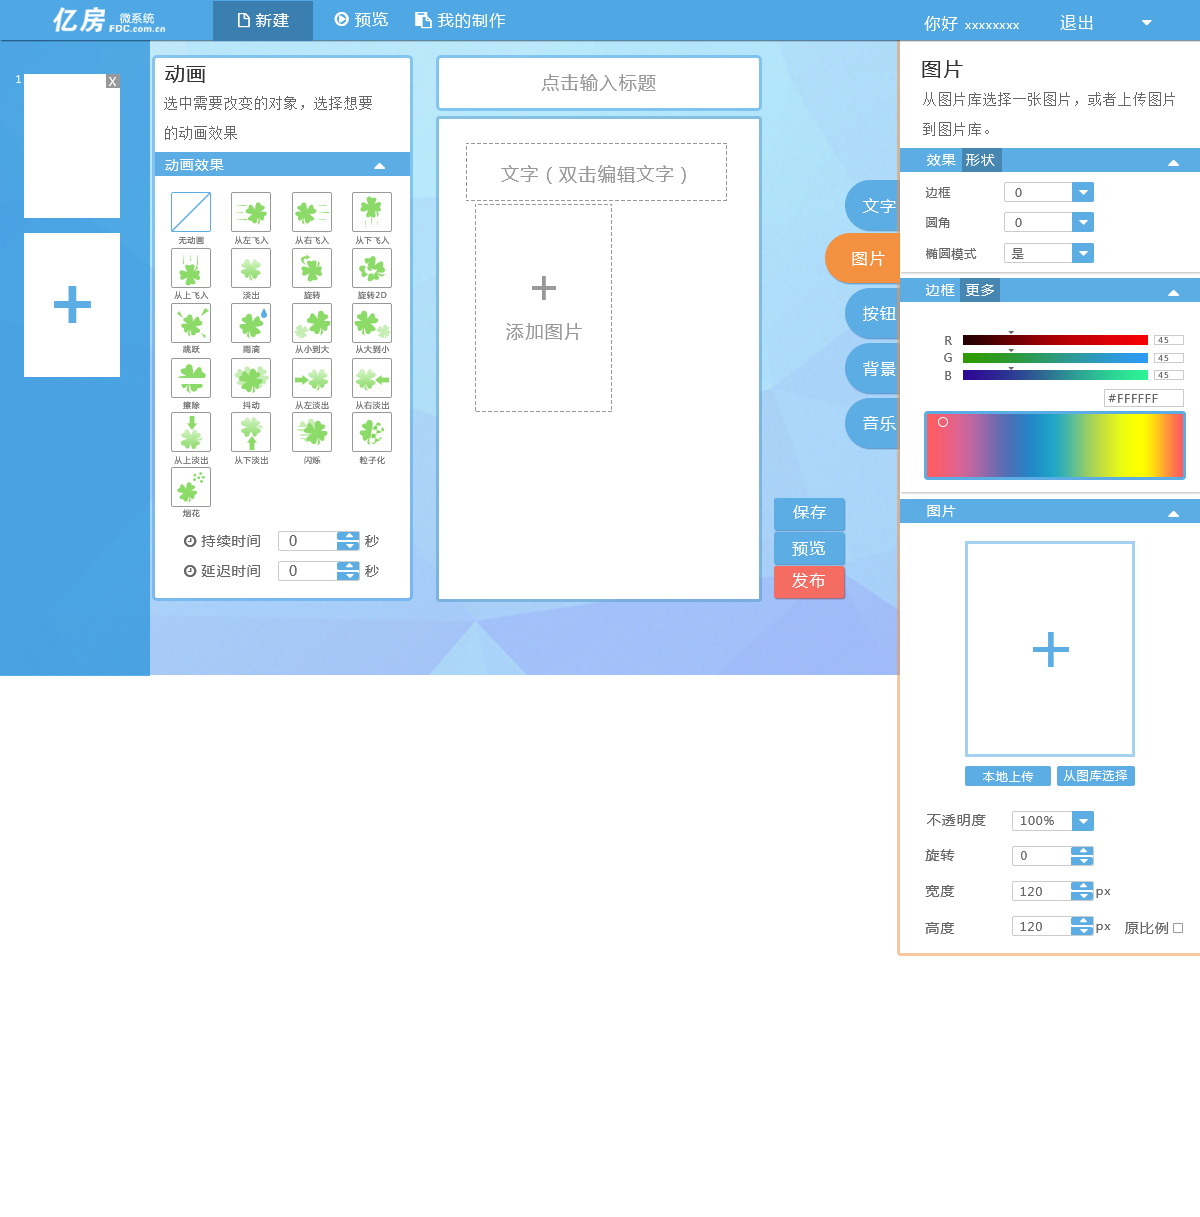 亿房 微系统
FDC.com.cn
新建
预览
我的制作
你好 xxxxxxxx
退出
1
X
动画
选中需要改变的对象，选择想要
的动画效果
动画效果
无动画 从左飞入 从右飞入 从下飞入
从上飞入 淡出 旋转 旋转2D
跳跃 雨滴 从小到大 从大到小
擦除 抖动 从左淡出 从右淡出
从上淡出 从下淡出 闪烁 粒子化
烟花
持续时间 0 秒
延迟时间 0 秒
点击输入标题
文字（双击编辑文字）
添加图片
文字
图片
按钮
背景
音乐
保存
预览
发布
图片
从图片库选择一张图片，或者上传图片
到图片库。
效果 形状
边框 0
圆角 0
椭圆模式 是
边框 更多
R 45
G 45
B 45
#FFFFFF
图片
本地上传 从图库选择
不透明度 100%
旋转 0
宽度 120 px
高度 120 px 原比例